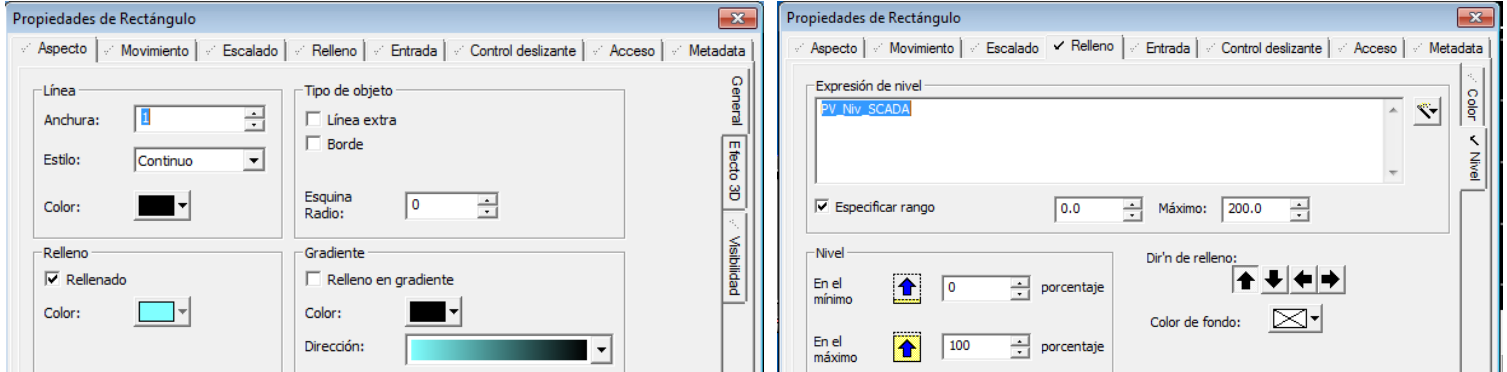 Propiedades de Rectángulo
Aspecto Movimiento Escalado Relleno Entrada Control deslizante Acceso Metadata
General
Efecto 3D
Visibilidad
Línea
Anchura: 1
Estilo: Continuo
Color:
Tipo de objeto
Línea extra
Borde
Esquina
Radio: 0
Relleno
Rellenado
Color:
Gradiente
Relleno en gradiente
Color:
Dirección:
Propiedades de Rectángulo
Aspecto Movimiento Escalado Relleno Entrada Control deslizante Acceso Metadata
Color
Nivel
Expresión de nivel
PV_Niv_SCADA
Especificar rango 0.0 Máximo: 200.0
Nivel
En el
mínimo 0 porcentaje
En el
máximo 100 porcentaje
Dir'n de relleno:
Color de fondo: